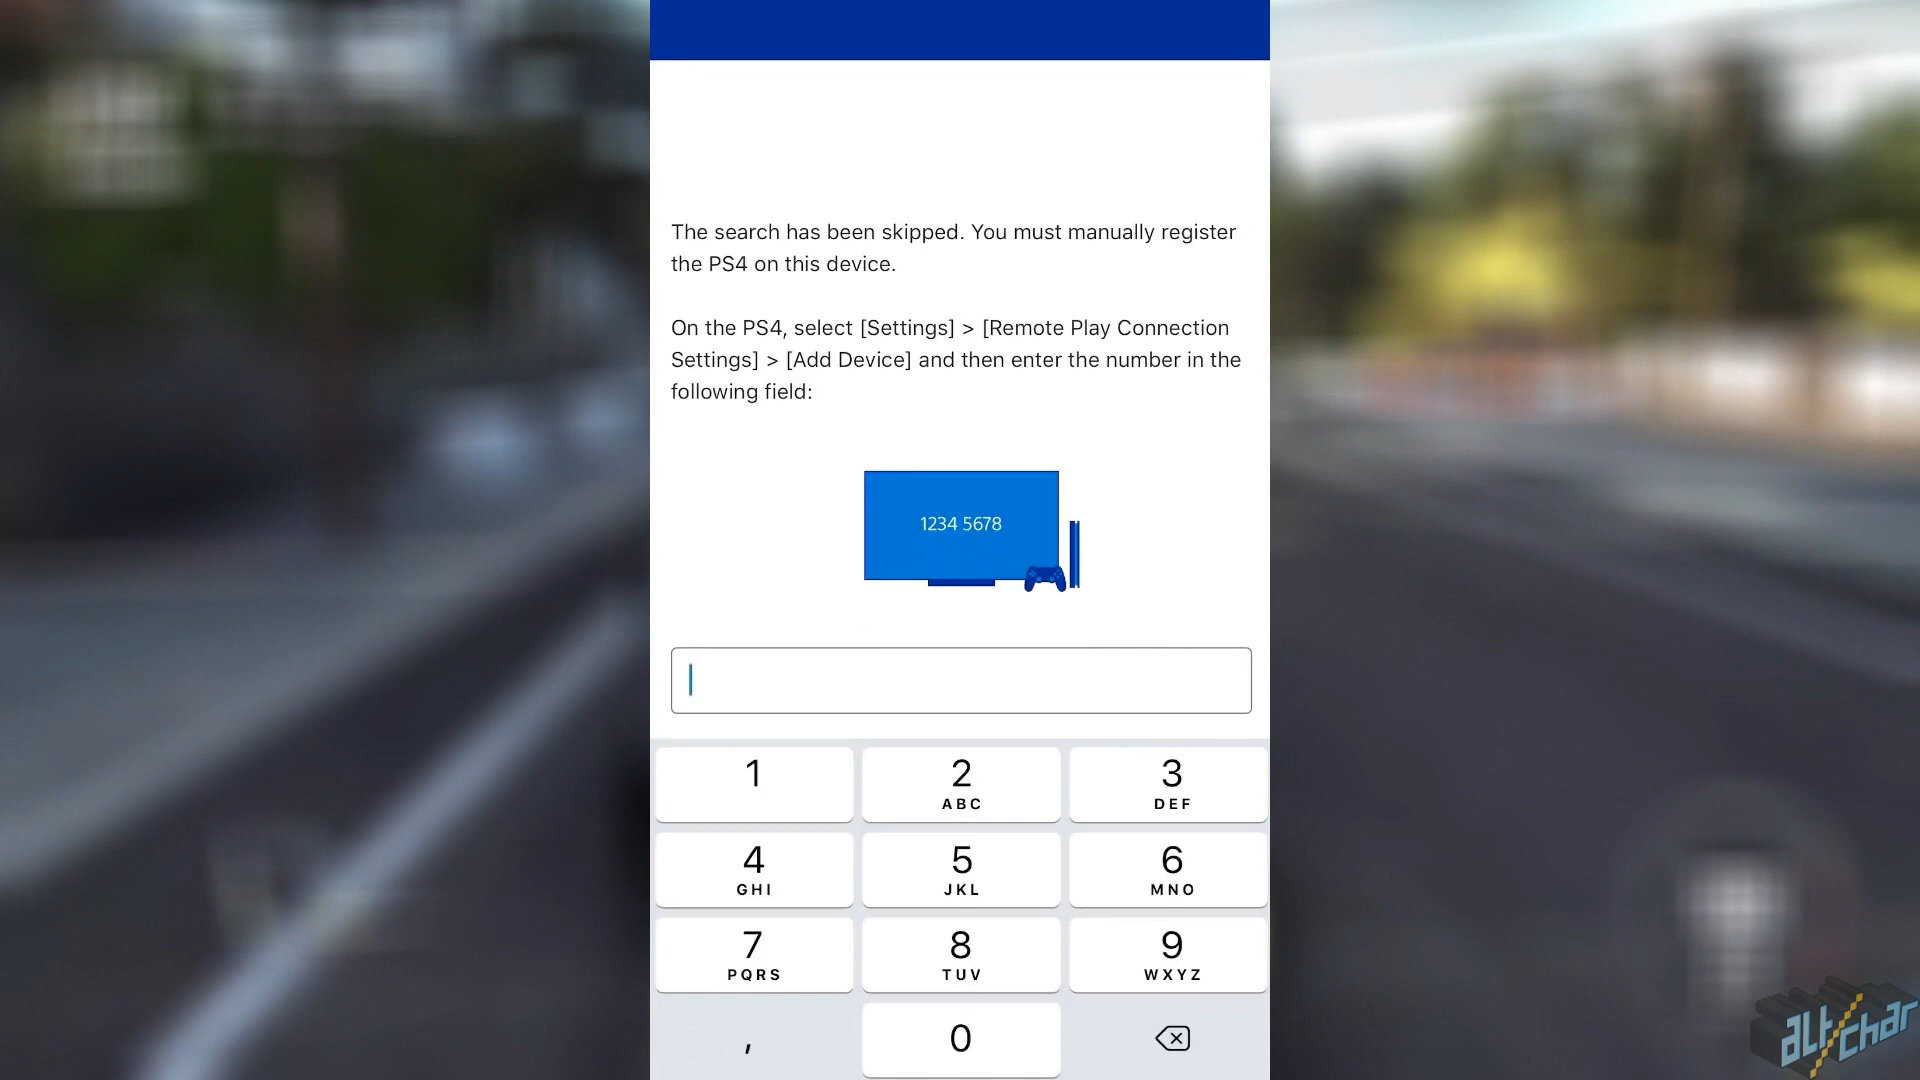 The search has been skipped. You must manually register
the PS4 on this device.
On the PS4, select [Settings] > [Remote Play Connection
Settings] > [Add Device] and then enter the number in the
following field:
1234 5678
1
2
3
ABC
DEF
4
5
6
GHI
JKL
MNO
7
8
9
PQRS
TUV
WXYZ
,
0
alt char